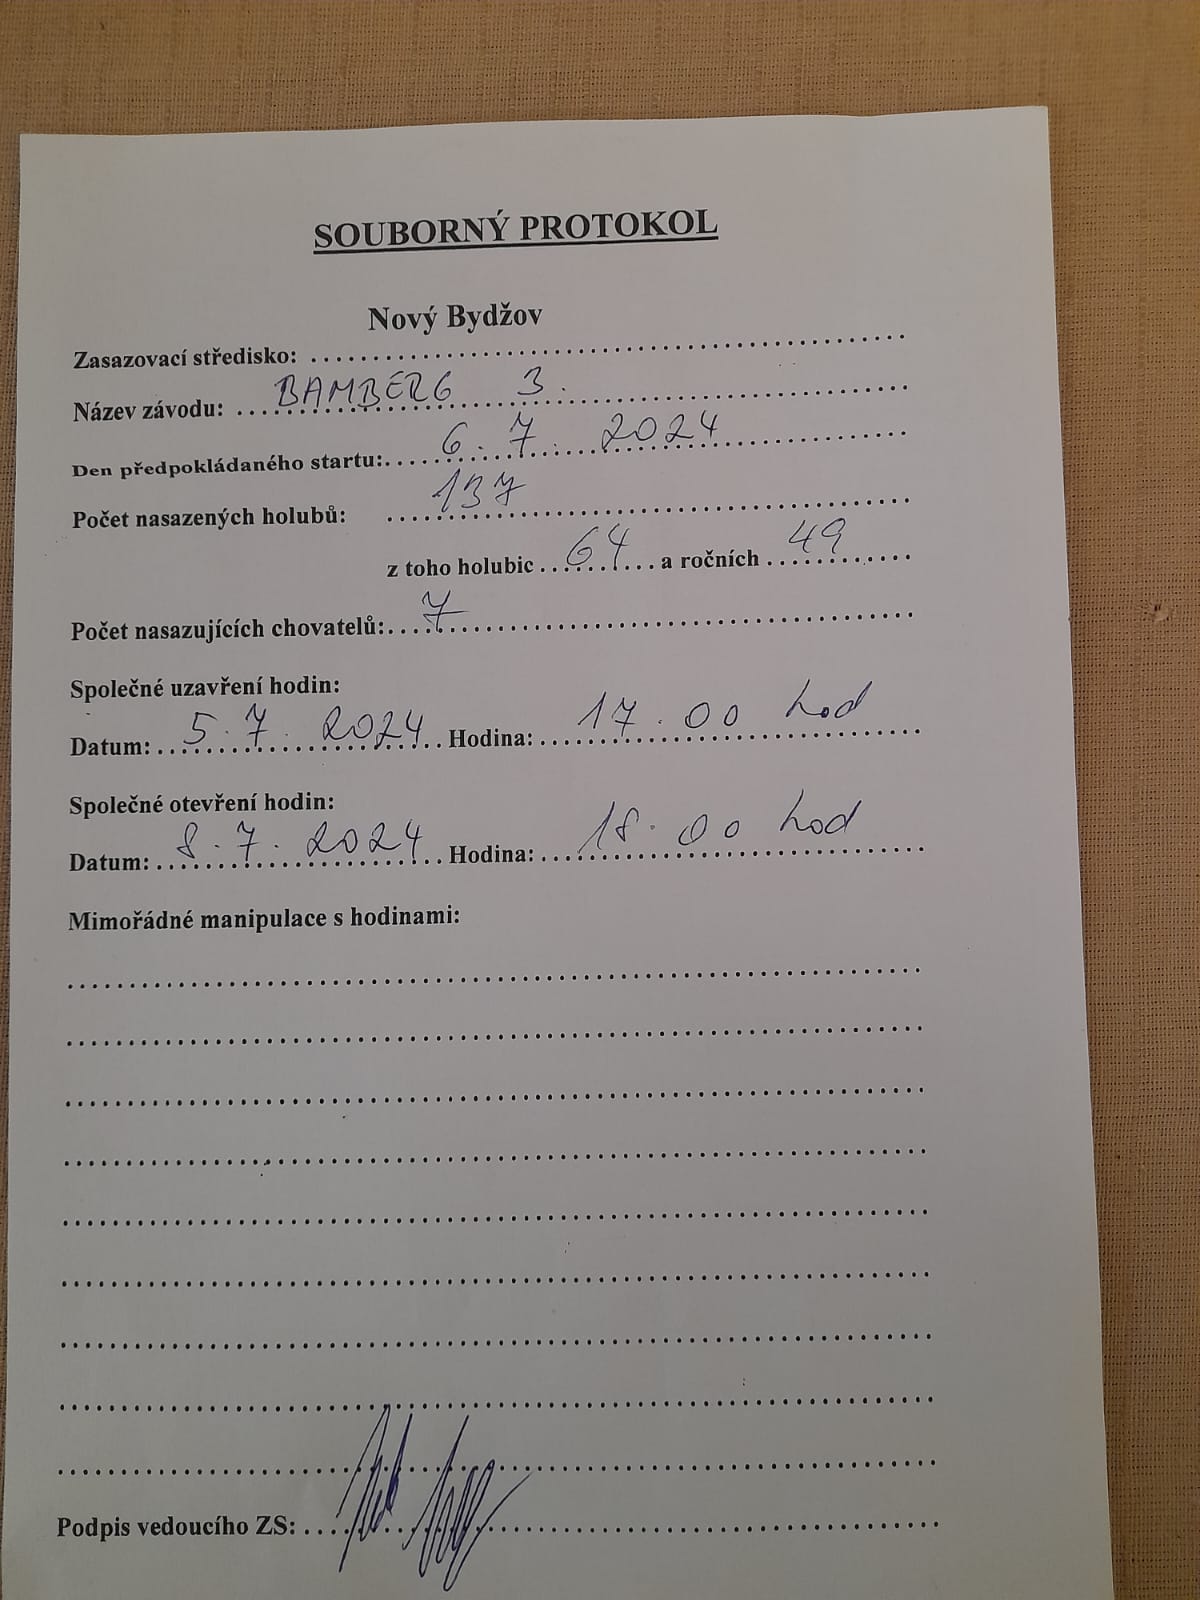 SOUBORNÝ PROTOKOL
Nový Bydžov
Zasazovací středisko: ......................................................
Název závodu: .... BAMBERG 3. ....................................
Den předpokládaného startu:..... 6. 7. 2024 ....................
Počet nasazených holubů: .... 137 ....................................
z toho holubic ... 64 ... a ročních .... 49 ....
Počet nasazujících chovatelů:.... 7 ....................................
Společné uzavření hodin:
Datum: ... 5. 7. 2024 .. Hodina: ... 17.00 hod ....
Společné otevření hodin:
Datum: ... 8. 7. 2024 .. Hodina: ... 18.00 hod ....
Mimořádné manipulace s hodinami:
Podpis vedoucího ZS: ..................................................